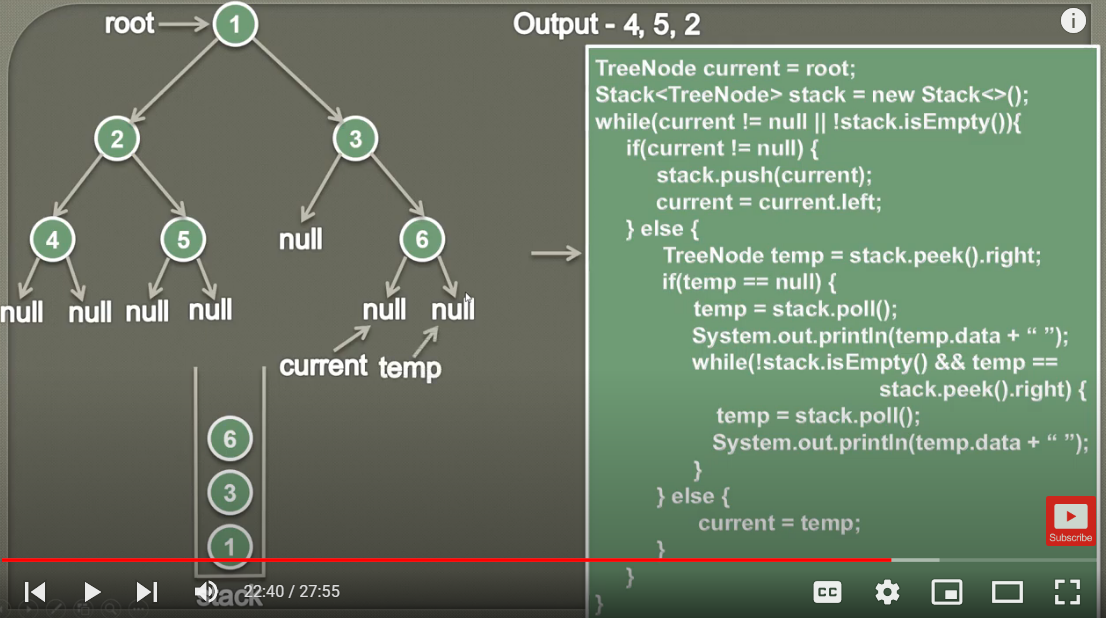 root
1
Output - 4, 5, 2
2
3
4
5
null
6
null
null
null
null
null
null
current
temp
6
3
1
stack
TreeNode current = root;
Stack<TreeNode> stack = new Stack<>();
while(current != null || !stack.isEmpty()){
if(current != null) {
stack.push(current);
current = current.left;
} else {
TreeNode temp = stack.peek().right;
if(temp == null) {
temp = stack.poll();
System.out.println(temp.data + “ ”);
while(!stack.isEmpty() && temp ==
stack.peek().right) {
temp = stack.poll();
System.out.println(temp.data + “ ”);
}
} else {
current = temp;
}
}
}
Subscribe
22:40 / 27:55
CC
i